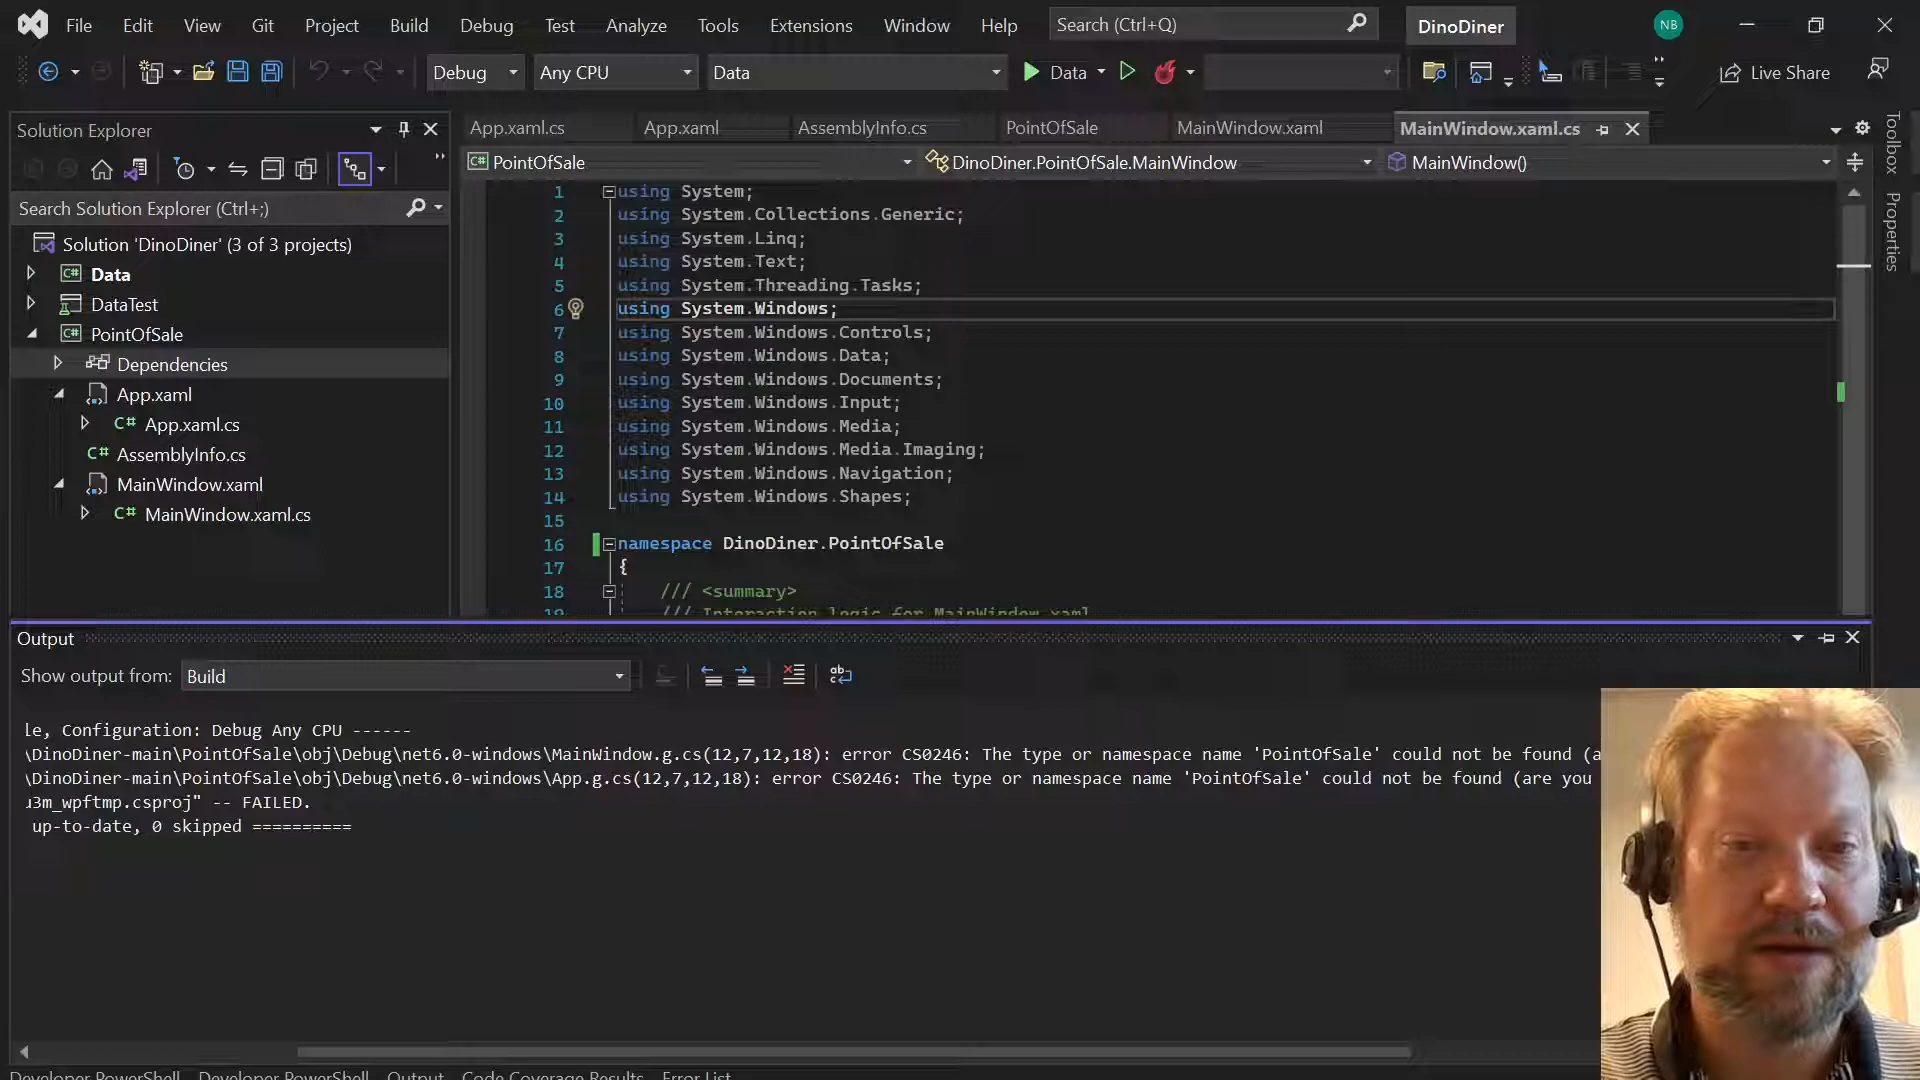 File Edit View Git Project Build Debug Test Analyze Tools Extensions Window Help Search (Ctrl+Q) DinoDiner NB
Debug Any CPU Data Data Live Share
Solution Explorer
Search Solution Explorer (Ctrl+;)
Solution 'DinoDiner' (3 of 3 projects)
C# Data
DataTest
C# PointOfSale
Dependencies
App.xaml
C# App.xaml.cs
C# AssemblyInfo.cs
MainWindow.xaml
C# MainWindow.xaml.cs
App.xaml.cs App.xaml AssemblyInfo.cs PointOfSale MainWindow.xaml MainWindow.xaml.cs
C# PointOfSale DinoDiner.PointOfSale.MainWindow MainWindow()
1 using System;
2 using System.Collections.Generic;
3 using System.Linq;
4 using System.Text;
5 using System.Threading.Tasks;
6 using System.Windows;
7 using System.Windows.Controls;
8 using System.Windows.Data;
9 using System.Windows.Documents;
10 using System.Windows.Input;
11 using System.Windows.Media;
12 using System.Windows.Media.Imaging;
13 using System.Windows.Navigation;
14 using System.Windows.Shapes;
15
16 namespace DinoDiner.PointOfSale
17 {
18 /// <summary>
19 /// Interaction logic for MainWindow.xaml
Toolbox
Properties
Output
Show output from: Build
le, Configuration: Debug Any CPU ------
\DinoDiner-main\PointOfSale\obj\Debug\net6.0-windows\MainWindow.g.cs(12,7,12,18): error CS0246: The type or namespace name 'PointOfSale' could not be found (a
\DinoDiner-main\PointOfSale\obj\Debug\net6.0-windows\App.g.cs(12,7,12,18): error CS0246: The type or namespace name 'PointOfSale' could not be found (are you
u3m_wpftmp.csproj" -- FAILED.
up-to-date, 0 skipped ==========
Developer PowerShell Developer PowerShell Output Code Coverage Results Error List